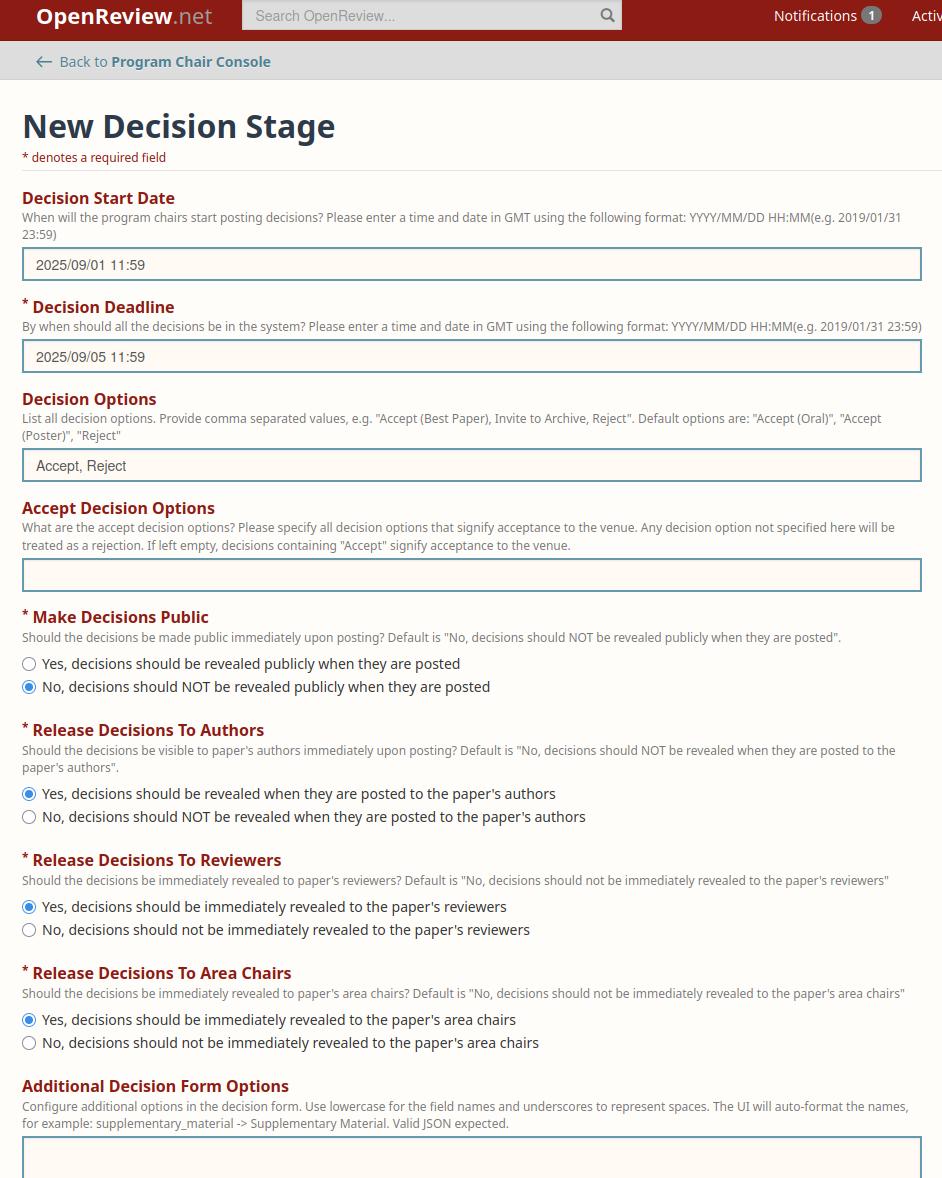 OpenReview.net
Search OpenReview...
Notifications 1
Activ
← Back to Program Chair Console
New Decision Stage
* denotes a required field
Decision Start Date
When will the program chairs start posting decisions? Please enter a time and date in GMT using the following format: YYYY/MM/DD HH:MM(e.g. 2019/01/31
23:59)
2025/09/01 11:59
* Decision Deadline
By when should all the decisions be in the system? Please enter a time and date in GMT using the following format: YYYY/MM/DD HH:MM(e.g. 2019/01/31 23:59)
2025/09/05 11:59
Decision Options
List all decision options. Provide comma separated values, e.g. "Accept (Best Paper), Invite to Archive, Reject". Default options are: "Accept (Oral)", "Accept
(Poster)", "Reject"
Accept, Reject
Accept Decision Options
What are the accept decision options? Please specify all decision options that signify acceptance to the venue. Any decision option not specified here will be
treated as a rejection. If left empty, decisions containing "Accept" signify acceptance to the venue.
* Make Decisions Public
Should the decisions be made public immediately upon posting? Default is "No, decisions should NOT be revealed publicly when they are posted".
Yes, decisions should be revealed publicly when they are posted
No, decisions should NOT be revealed publicly when they are posted
* Release Decisions To Authors
Should the decisions be visible to paper's authors immediately upon posting? Default is "No, decisions should NOT be revealed when they are posted to the
paper's authors".
Yes, decisions should be revealed when they are posted to the paper's authors
No, decisions should NOT be revealed when they are posted to the paper's authors
* Release Decisions To Reviewers
Should the decisions be immediately revealed to paper's reviewers? Default is "No, decisions should not be immediately revealed to the paper's reviewers"
Yes, decisions should be immediately revealed to the paper's reviewers
No, decisions should not be immediately revealed to the paper's reviewers
* Release Decisions To Area Chairs
Should the decisions be immediately revealed to paper's area chairs? Default is "No, decisions should not be immediately revealed to the paper's area chairs"
Yes, decisions should be immediately revealed to the paper's area chairs
No, decisions should not be immediately revealed to the paper's area chairs
Additional Decision Form Options
Configure additional options in the decision form. Use lowercase for the field names and underscores to represent spaces. The UI will auto-format the names,
for example: supplementary_material -> Supplementary Material. Valid JSON expected.